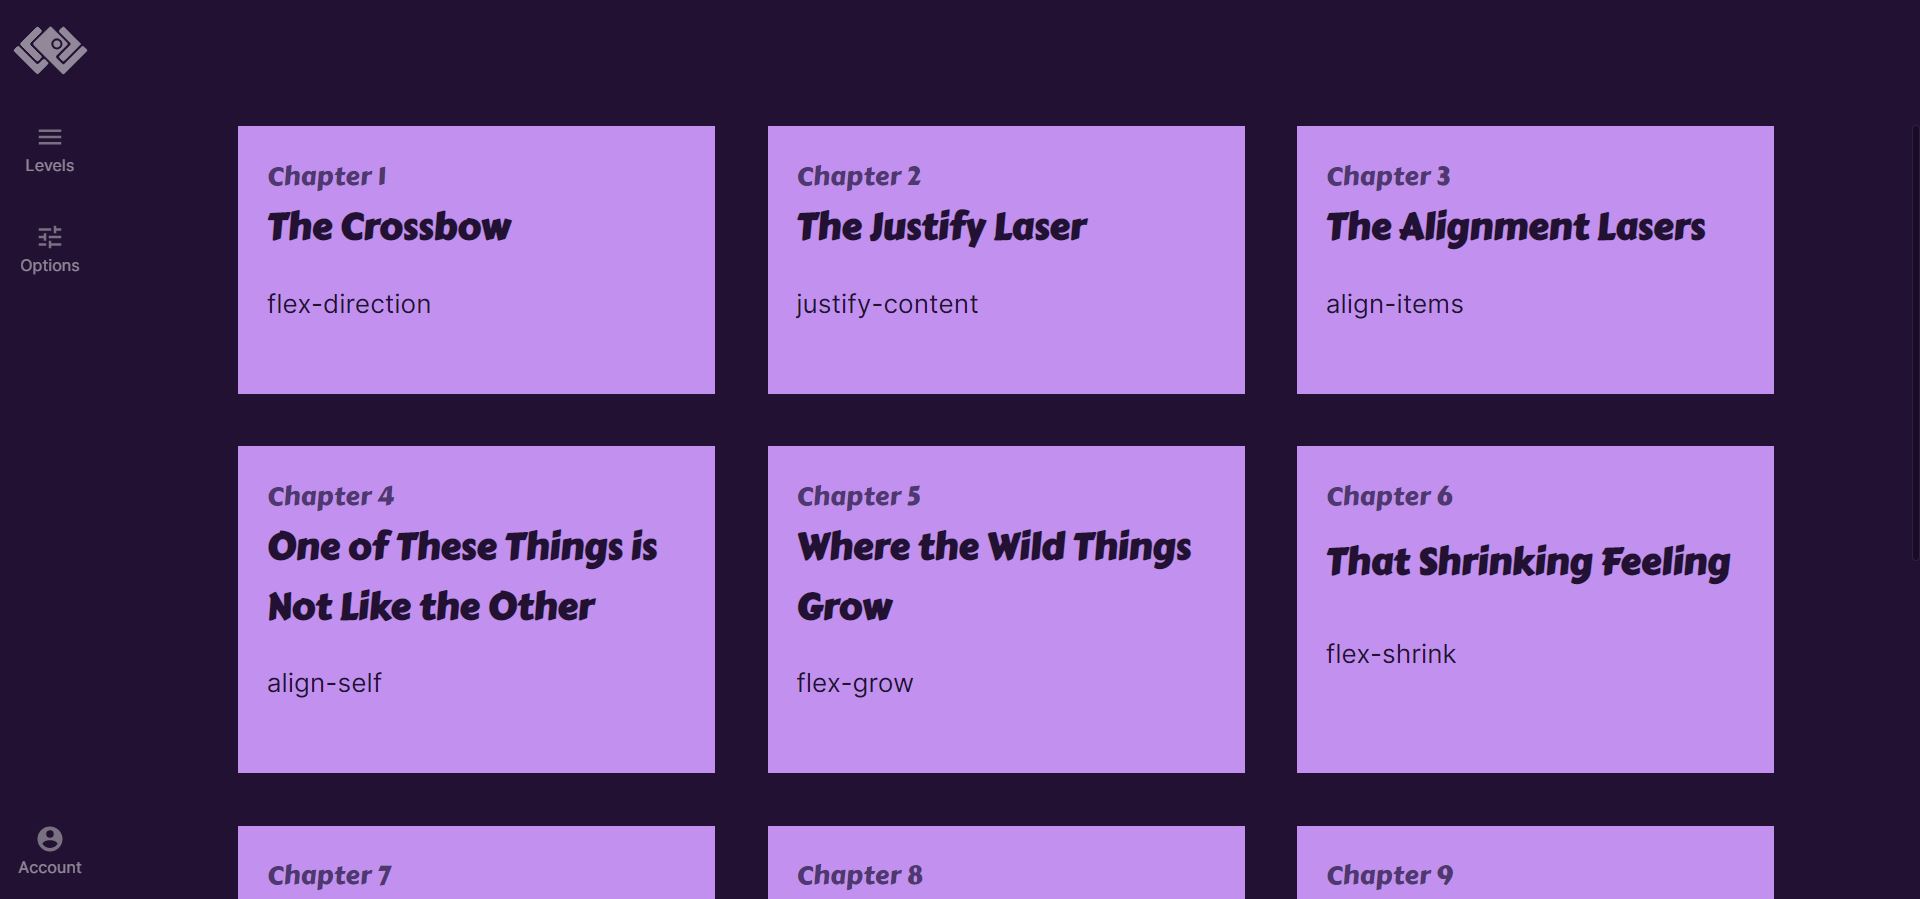 Levels
Options
Account
Chapter 1
The Crossbow
flex-direction
Chapter 2
The Justify Laser
justify-content
Chapter 3
The Alignment Lasers
align-items
Chapter 4
One of These Things is
Not Like the Other
align-self
Chapter 5
Where the Wild Things
Grow
flex-grow
Chapter 6
That Shrinking Feeling
flex-shrink
Chapter 7
Chapter 8
Chapter 9